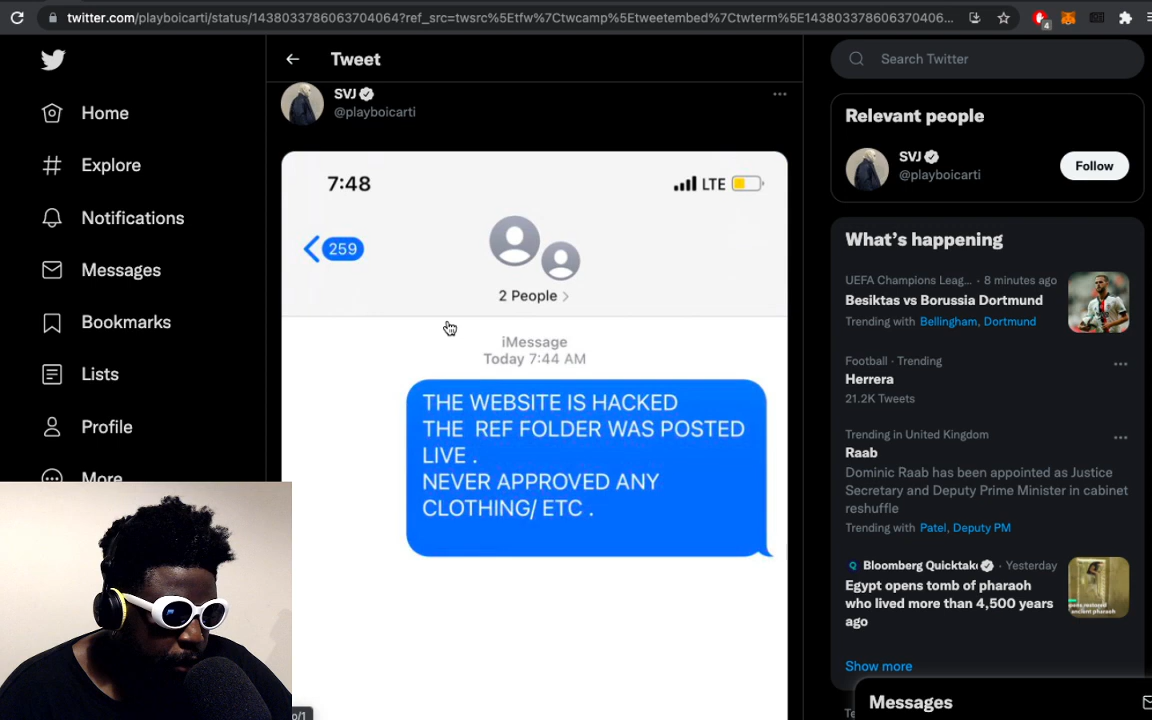 twitter.com/playboicarti/status/1438033786063704064?ref_src=twsrc%5Etfw%7Ctwcamp%5Etweetembed%7Ctwterm%5E143803378606370406...
4
Home
Explore
Notifications
Messages
Bookmarks
Lists
Profile
More
Tweet
SVJ
@playboicarti
7:48
LTE
259
2 People
iMessage
Today 7:44 AM
THE WEBSITE IS HACKED
THE REF FOLDER WAS POSTED
LIVE .
NEVER APPROVED ANY
CLOTHING/ ETC .
Search Twitter
Relevant people
SVJ
@playboicarti
Follow
What's happening
UEFA Champions Leag... · 8 minutes ago
Besiktas vs Borussia Dortmund
Trending with Bellingham, Dortmund
Football · Trending
Herrera
21.2K Tweets
Trending in United Kingdom
Raab
Dominic Raab has been appointed as Justice
Secretary and Deputy Prime Minister in cabinet
reshuffle
Trending with Patel, Deputy PM
Bloomberg Quicktak · Yesterday
Egypt opens tomb of pharaoh
who lived more than 4,500 years
ago
Show more
Messages